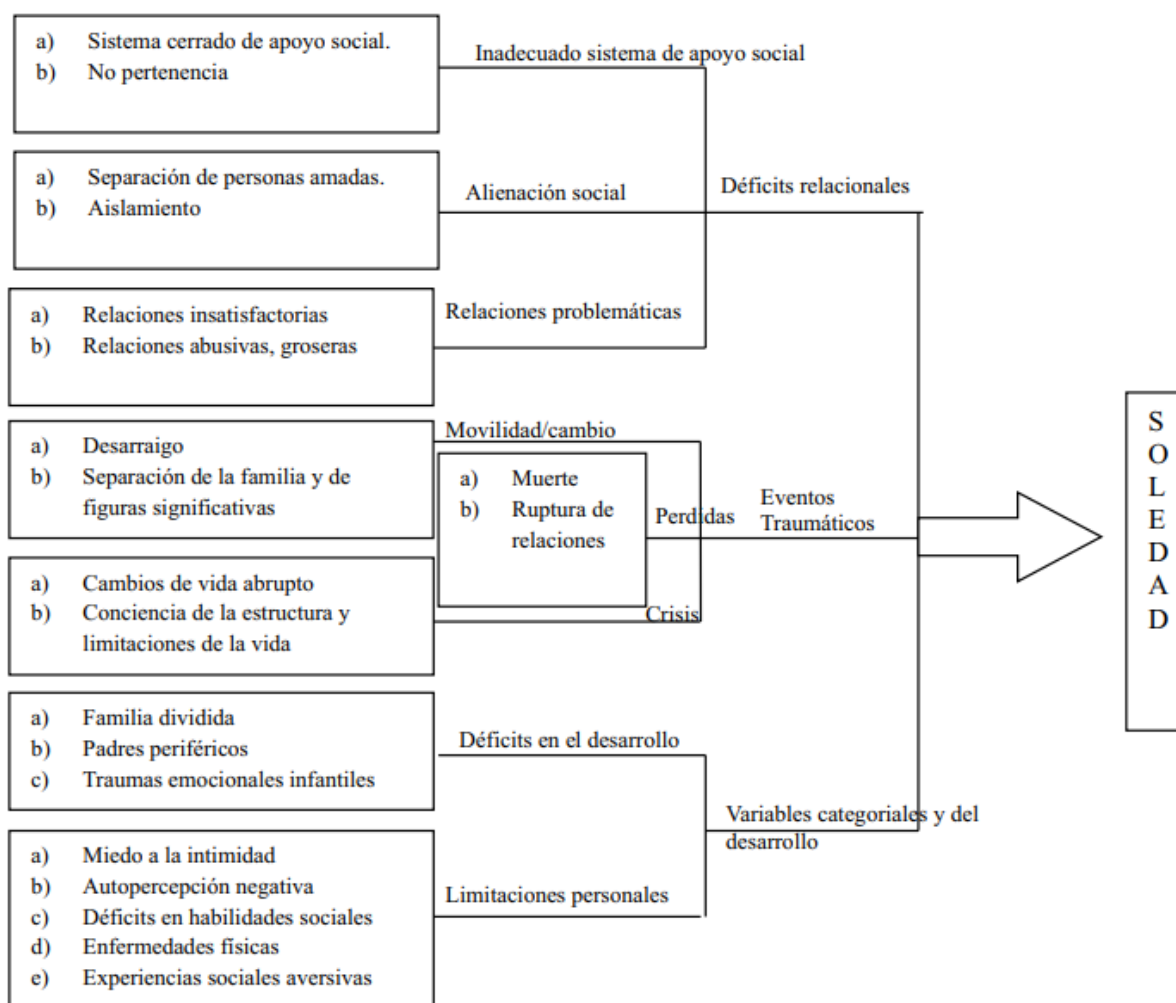 a) Sistema cerrado de apoyo social.
b) No pertenencia
Inadecuado sistema de apoyo social
a) Separación de personas amadas.
b) Aislamiento
Alienación social
Déficits relacionales
a) Relaciones insatisfactorias
b) Relaciones abusivas, groseras
Relaciones problemáticas
a) Desarraigo
b) Separación de la familia y de
figuras significativas
Movilidad/cambio
a) Muerte
b) Ruptura de
relaciones
Perdidas
Eventos
Traumáticos
a) Cambios de vida abrupto
b) Conciencia de la estructura y
limitaciones de la vida
Crisis
a) Familia dividida
b) Padres periféricos
c) Traumas emocionales infantiles
Déficits en el desarrollo
Variables categoriales y del
desarrollo
a) Miedo a la intimidad
b) Autopercepción negativa
c) Déficits en habilidades sociales
d) Enfermedades físicas
e) Experiencias sociales aversivas
Limitaciones personales
S
O
L
E
D
A
D